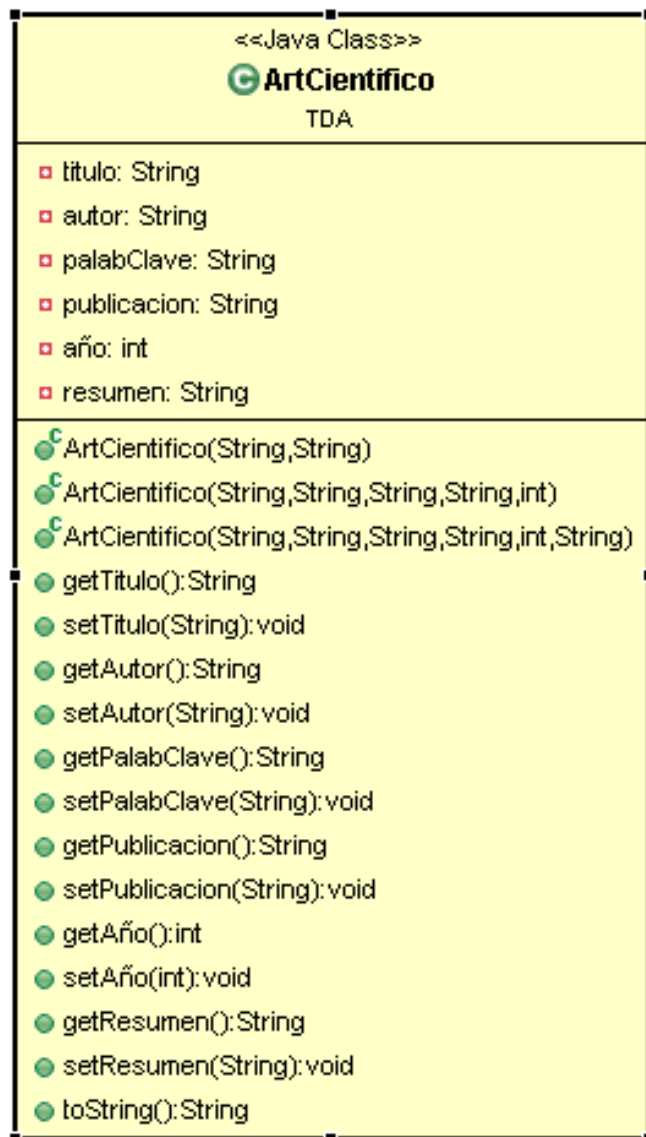 <<Java Class>>
ArtCientifico
TDA
titulo: String
autor: String
palabClave: String
publicacion: String
año: int
resumen: String
ArtCientifico(String,String)
ArtCientifico(String,String,String,String,int)
ArtCientifico(String,String,String,String,int,String)
getTitulo():String
setTitulo(String):void
getAutor():String
setAutor(String):void
getPalabClave():String
setPalabClave(String):void
getPublicacion():String
setPublicacion(String):void
getAño():int
setAño(int):void
getResumen():String
setResumen(String):void
toString():String